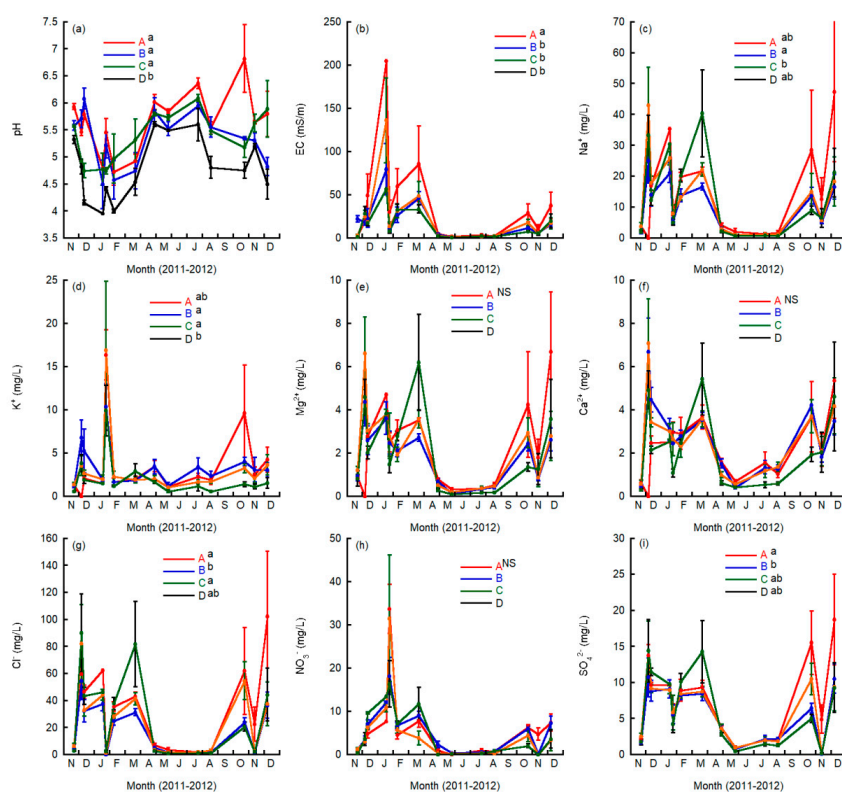 (a)
7.5
7
6.5
6
5.5
5
4.5
4
3.5
pH
A a
B a
C a
D b
N D J F M A M J J A S O N D
Month (2011-2012)
(b)
250
200
150
100
50
0
EC (mS/m)
A a
B b
C b
D b
N D J F M A M J J A S O N D
Month (2011-2012)
(c)
70
60
50
40
30
20
10
0
Na⁺ (mg/L)
A ab
B a
C b
D ab
N D J F M A M J J A S O N D
Month (2011-2012)
(d)
25
20
15
10
5
0
K⁺ (mg/L)
A ab
B a
C a
D b
N D J F M A M J J A S O N D
Month (2011-2012)
(e)
10
8
6
4
2
0
Mg²⁺ (mg/L)
A NS
B
C
D
N D J F M A M J J A S O N D
Month (2011-2012)
(f)
10
8
6
4
2
0
Ca²⁺ (mg/L)
A NS
B
C
D
N D J F M A M J J A S O N D
Month (2011-2012)
(g)
160
140
120
100
80
60
40
20
0
Cl⁻ (mg/L)
A a
B b
C a
D ab
N D J F M A M J J A S O N D
Month (2011-2012)
(h)
50
40
30
20
10
0
NO₃⁻ (mg/L)
A NS
B
C
D
N D J F M A M J J A S O N D
Month (2011-2012)
(i)
30
25
20
15
10
5
0
SO₄²⁻ (mg/L)
A a
B b
C ab
D ab
N D J F M A M J J A S O N D
Month (2011-2012)